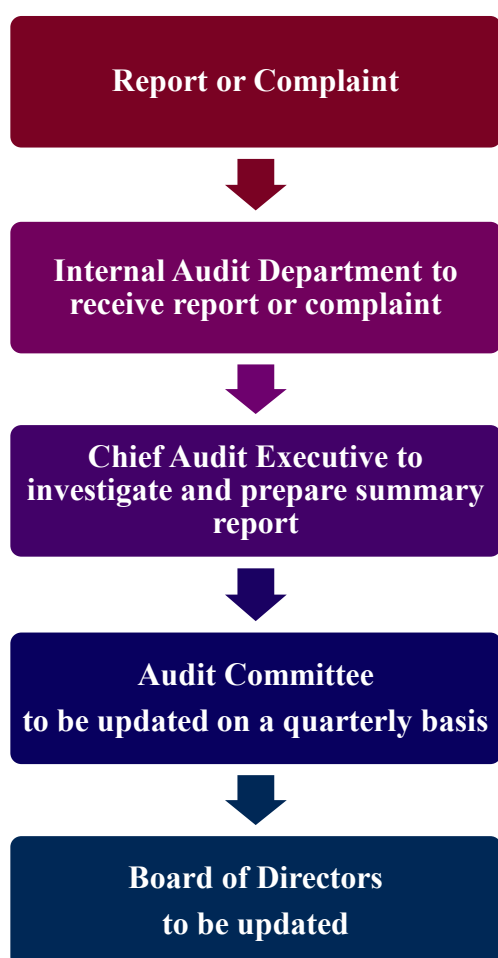 Report or Complaint
Internal Audit Department to
receive report or complaint
Chief Audit Executive to
investigate and prepare summary
report
Audit Committee
to be updated on a quarterly basis
Board of Directors
to be updated